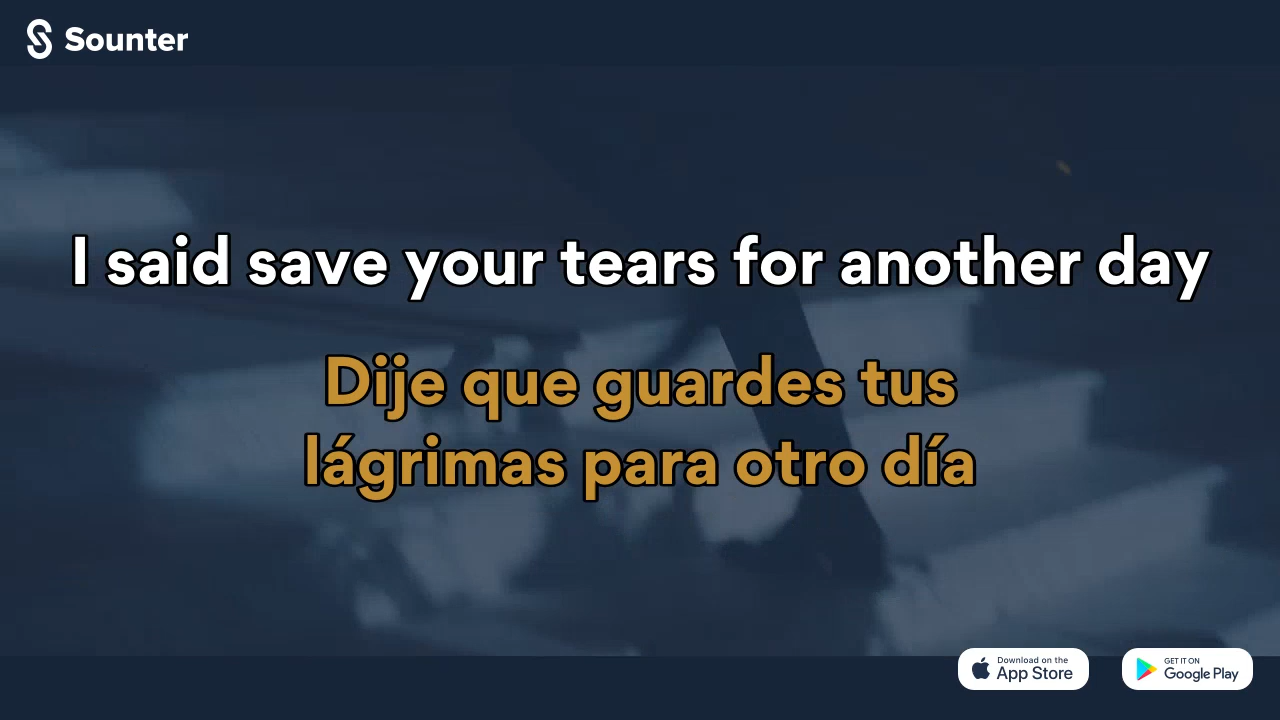 Sounter
I said save your tears for another day
Dije que guardes tus
lágrimas para otro día
Download on the
App Store
GET IT ON
Google Play